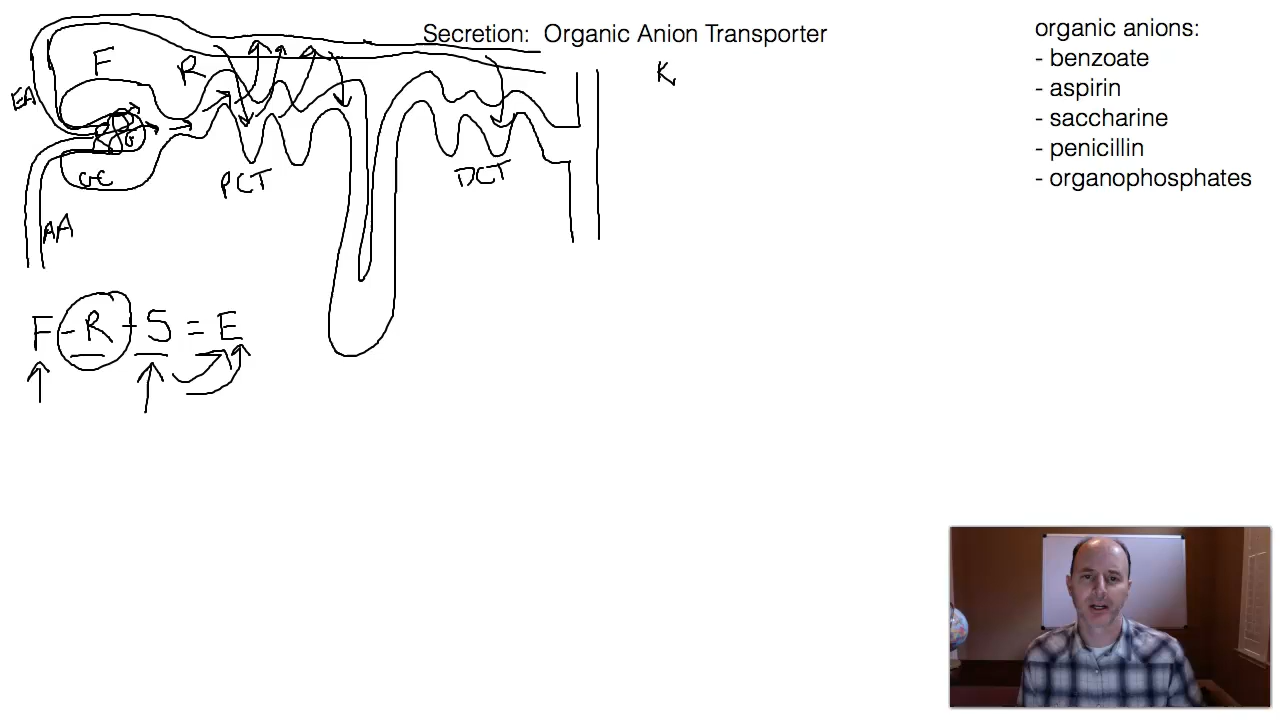 Secretion: Organic Anion Transporter
K
organic anions:
- benzoate
- aspirin
- saccharine
- penicillin
- organophosphates
F
R
EA
G
GC
PCT
DCT
AA
F - R + S = E